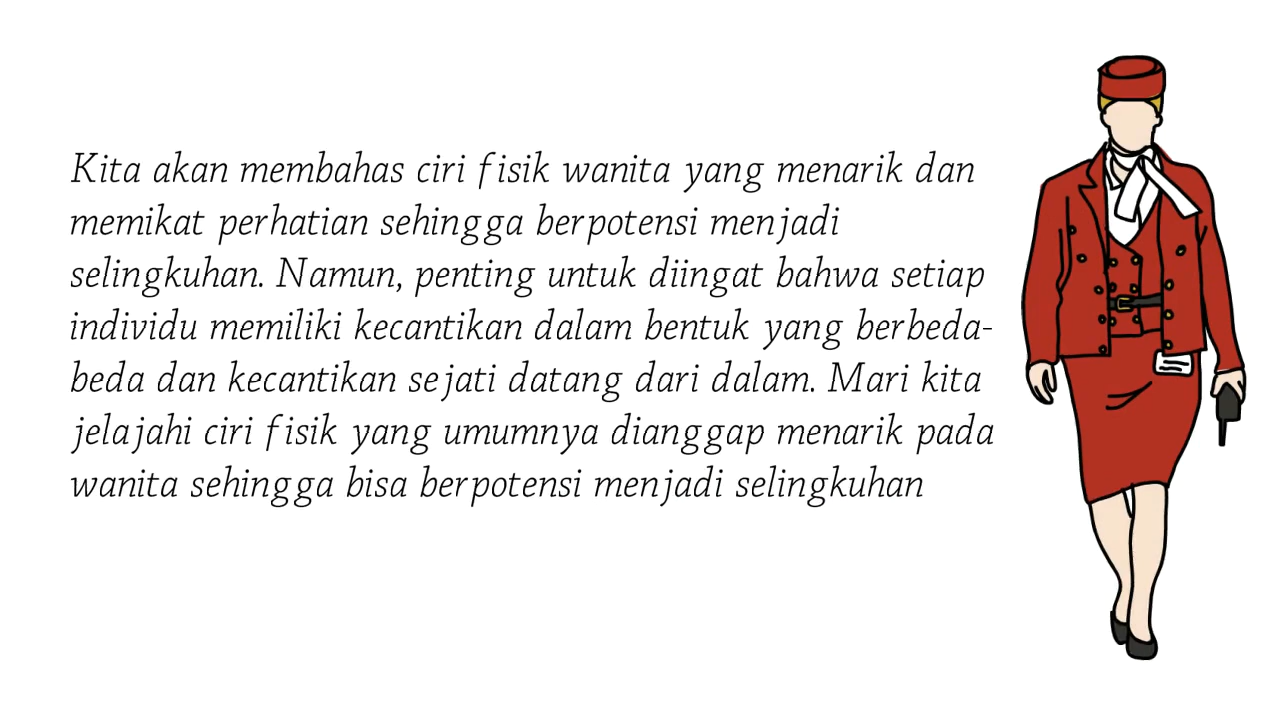 Kita akan membahas ciri fisik wanita yang menarik dan
memikat perhatian sehingga berpotensi menjadi
selingkuhan. Namun, penting untuk diingat bahwa setiap
individu memiliki kecantikan dalam bentuk yang berbeda-
beda dan kecantikan sejati datang dari dalam. Mari kita
jelajahi ciri fisik yang umumnya dianggap menarik pada
wanita sehingga bisa berpotensi menjadi selingkuhan